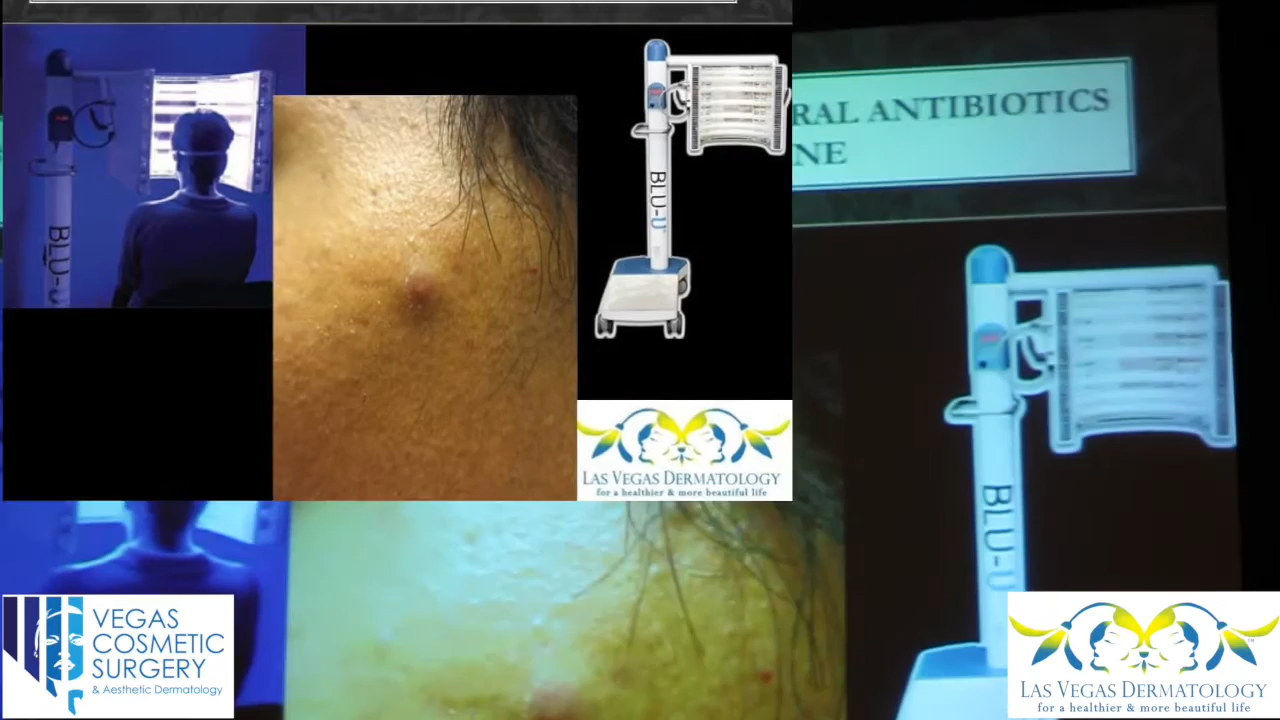 BLU-U
BLU-U
RAL ANTIBIOTICS
NE
LAS VEGAS DERMATOLOGY
for a healthier & more beautiful life
BLU-U
VEGAS
COSMETIC
SURGERY
& Aesthetic Dermatology
LAS VEGAS DERMATOLOGY
for a healthier & more beautiful life